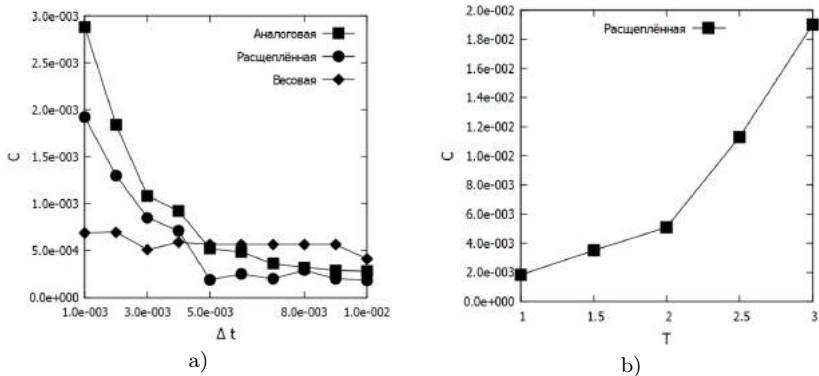 3.0e-003
2.5e-003
2.0e-003
1.5e-003
1.0e-003
5.0e-004
0.0e+000
C
Аналоговая
Расщеплённая
Весовая
1.0e-003 3.0e-003 5.0e-003 8.0e-003 1.0e-002
Δ t
a)
2.0e-002
1.8e-002
1.6e-002
1.4e-002
1.2e-002
1.0e-002
8.0e-003
6.0e-003
4.0e-003
2.0e-003
0.0e+000
C
Расщеплённая
1 1.5 2 2.5 3
T
b)